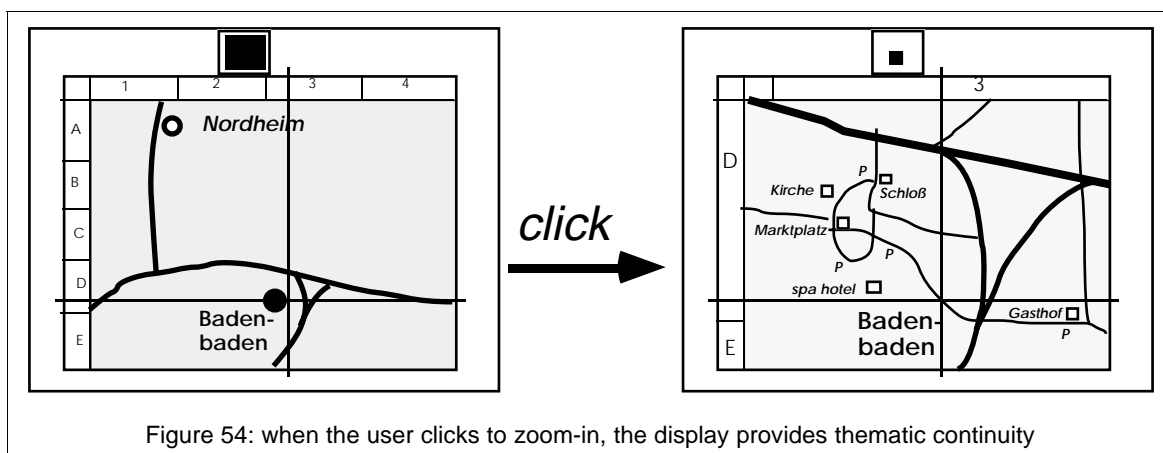 1 2 3 4
A
Nordheim
B
C
D
Baden-
baden
E
click
3
D
P
Kirche
Schloß
Marktplatz
P
P
spa hotel
Gasthof
Baden-
baden
P
E
Figure 54: when the user clicks to zoom-in, the display provides thematic continuity